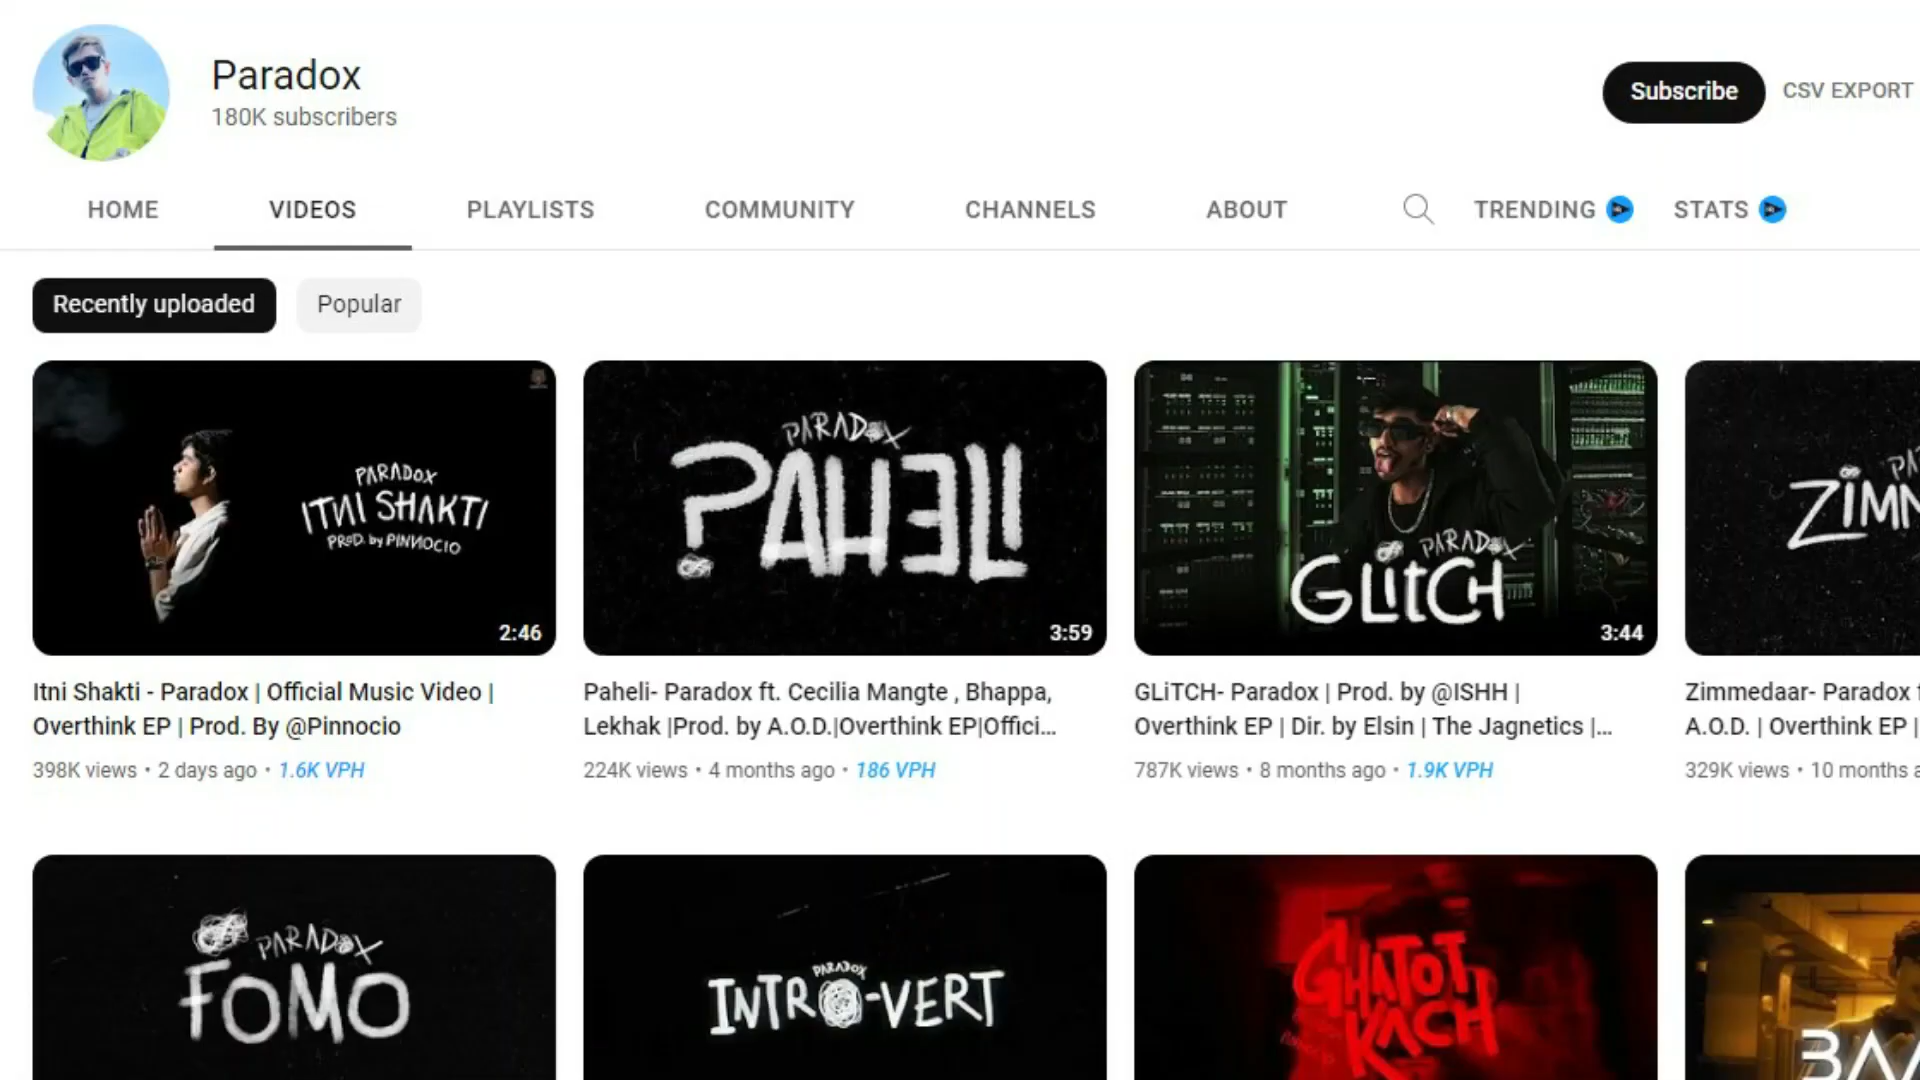 Paradox
180K subscribers
Subscribe
CSV EXPORT
HOME
VIDEOS
PLAYLISTS
COMMUNITY
CHANNELS
ABOUT
TRENDING
STATS
Recently uploaded
Popular
PARADOX
ITNI SHAKTI
PROD. by PINNOCIO
2:46
PARADOX
PAHELI
3:59
PARADOX
GLiTCH
3:44
ZIMM
Itni Shakti - Paradox | Official Music Video |
Overthink EP | Prod. By @Pinnocio
398K views • 2 days ago • 1.6K VPH
Paheli- Paradox ft. Cecilia Mangte , Bhappa,
Lekhak |Prod. by A.O.D.|Overthink EP|Offici...
224K views • 4 months ago • 186 VPH
GLiTCH- Paradox | Prod. by @ISHH |
Overthink EP | Dir. by Elsin | The Jagnetics |...
787K views • 8 months ago • 1.9K VPH
Zimmedaar- Paradox f
A.O.D. | Overthink EP |
329K views • 10 months a
PARADOX
FOMO
PARADOX
INTRO-VERT
GHATOT
KACH
BAA